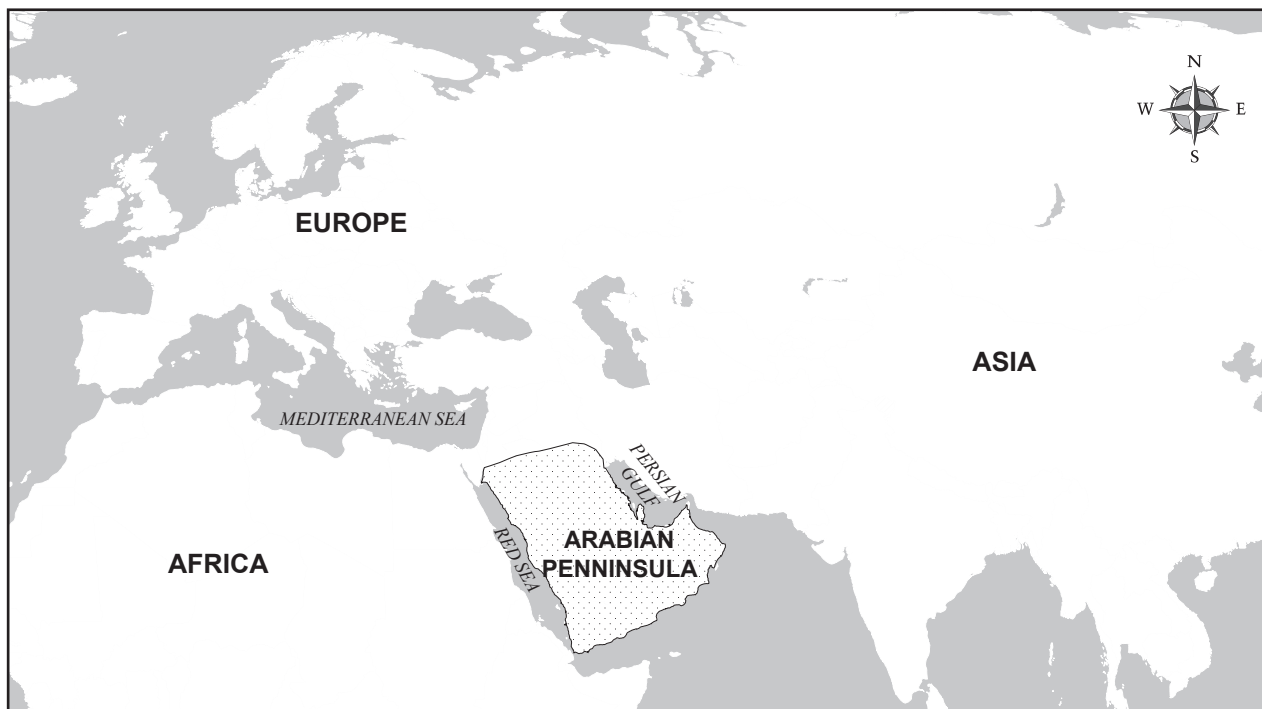 N
W E
S
EUROPE
ASIA
MEDITERRANEAN SEA
PERSIAN
GULF
RED SEA
ARABIAN
PENNINSULA
AFRICA